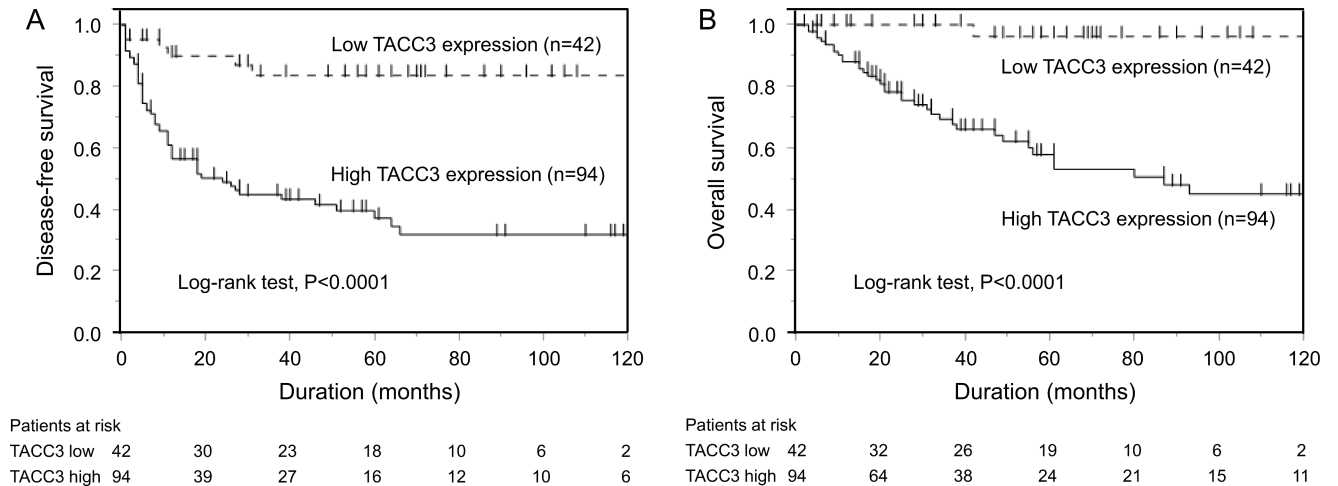 A
1.0
0.8
0.6
0.4
0.2
0.0
Disease-free survival
Low TACC3 expression (n=42)
High TACC3 expression (n=94)
Log-rank test, P<0.0001
0 20 40 60 80 100 120
Duration (months)
Patients at risk
TACC3 low 42 30 23 18 10 6 2
TACC3 high 94 39 27 16 12 10 6
B
1.0
0.8
0.6
0.4
0.2
0.0
Overall survival
Low TACC3 expression (n=42)
High TACC3 expression (n=94)
Log-rank test, P<0.0001
0 20 40 60 80 100 120
Duration (months)
Patients at risk
TACC3 low 42 32 26 19 10 6 2
TACC3 high 94 64 38 24 21 15 11